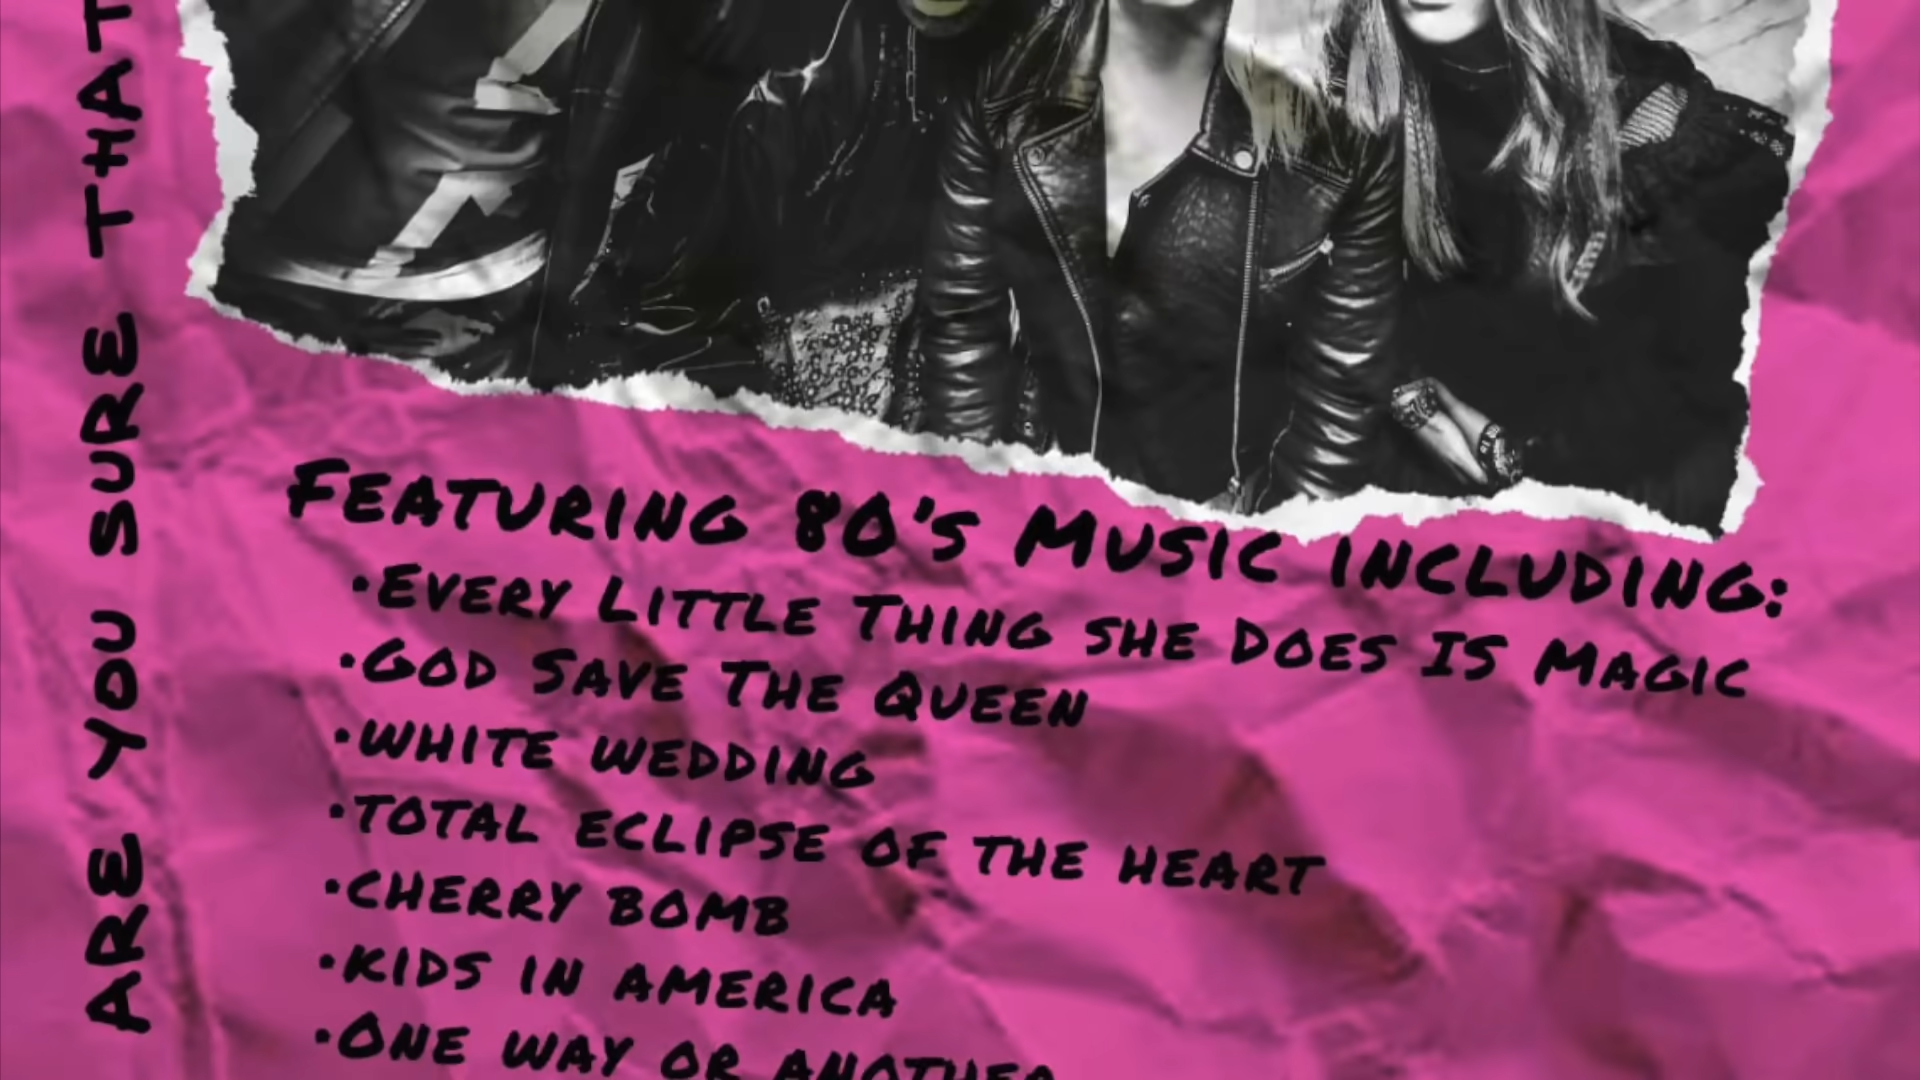 ARE YOU SURE THAT
FEATURING 80'S MUSIC INCLUDING:
•EVERY LITTLE THING SHE DOES IS MAGIC
•GOD SAVE THE QUEEN
•WHITE WEDDING
•TOTAL ECLIPSE OF THE HEART
•CHERRY BOMB
•KIDS IN AMERICA
•ONE WAY OR ANOTHER